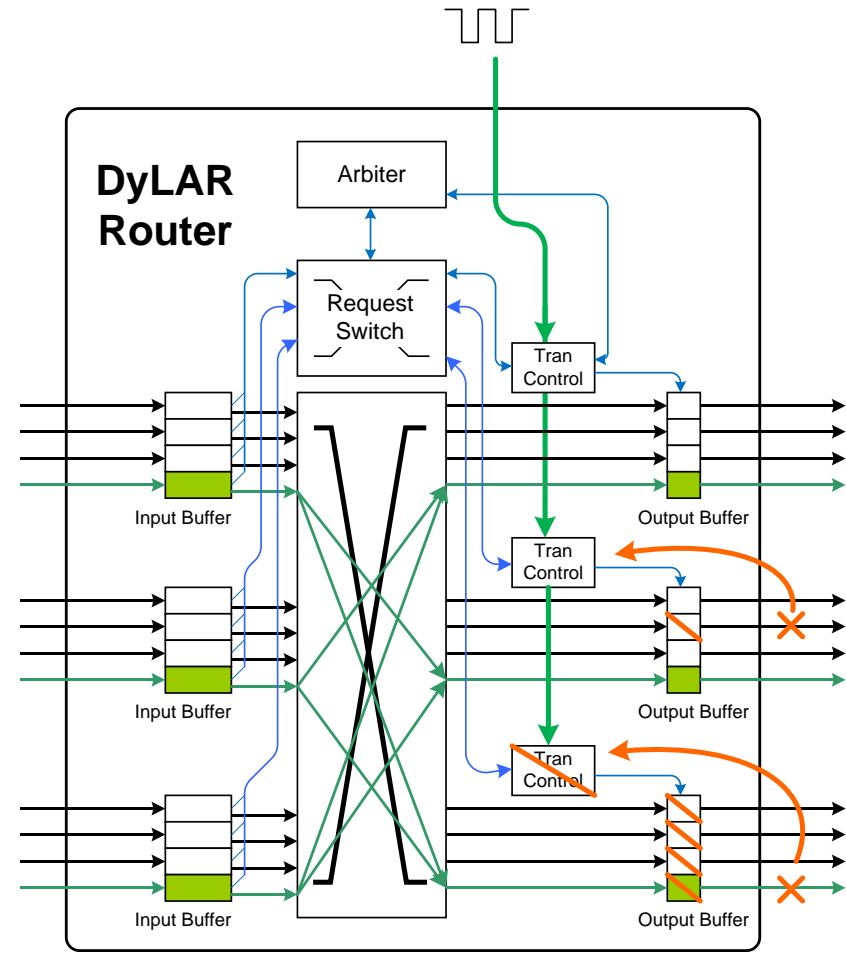 DyLAR
Router
Arbiter
Request
Switch
Tran
Control
Input Buffer
Output Buffer
Tran
Control
Input Buffer
Output Buffer
Tran
Control
Input Buffer
Output Buffer